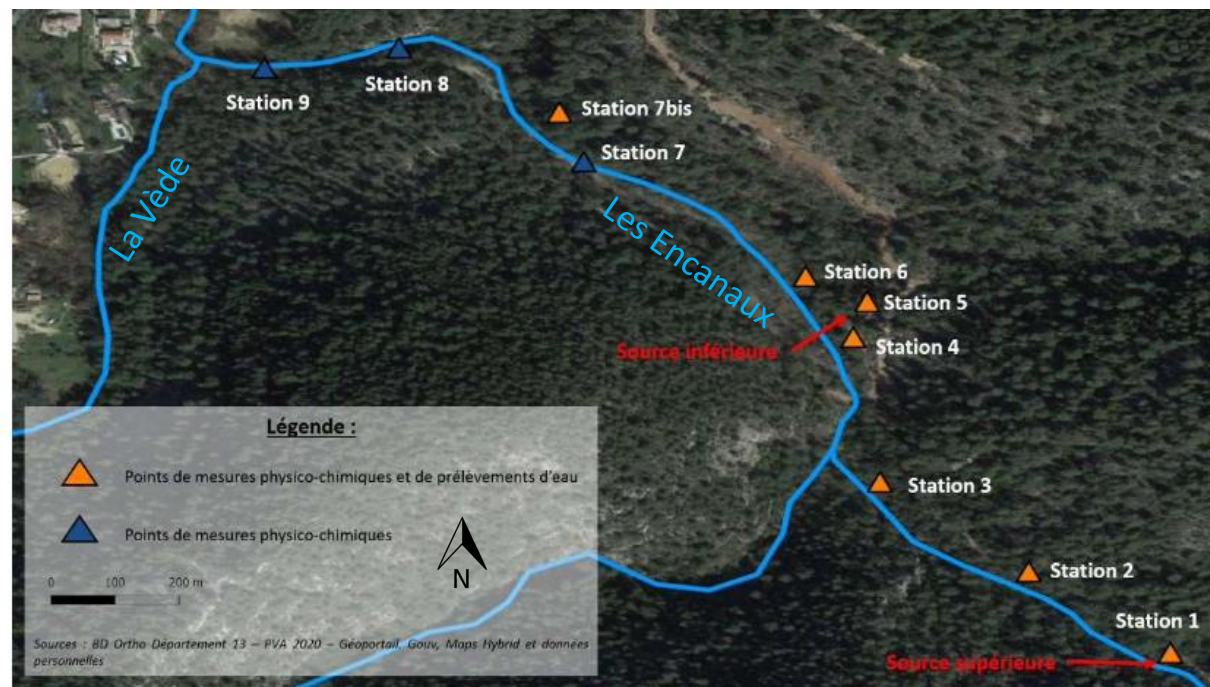 Station 9
Station 8
Station 7bis
Station 7
La Vède
Les Encanaux
Station 6
Station 5
Source inférieure
Station 4
Station 3
Station 2
Station 1
Source supérieure
Légende :
Points de mesures physico-chimiques et de prélèvements d'eau
Points de mesures physico-chimiques
N
0 100 200 m
Sources : BD Ortho Département 13 – PVA 2020 – Géoportail. Gouv, Maps Hybrid et données
personnelles